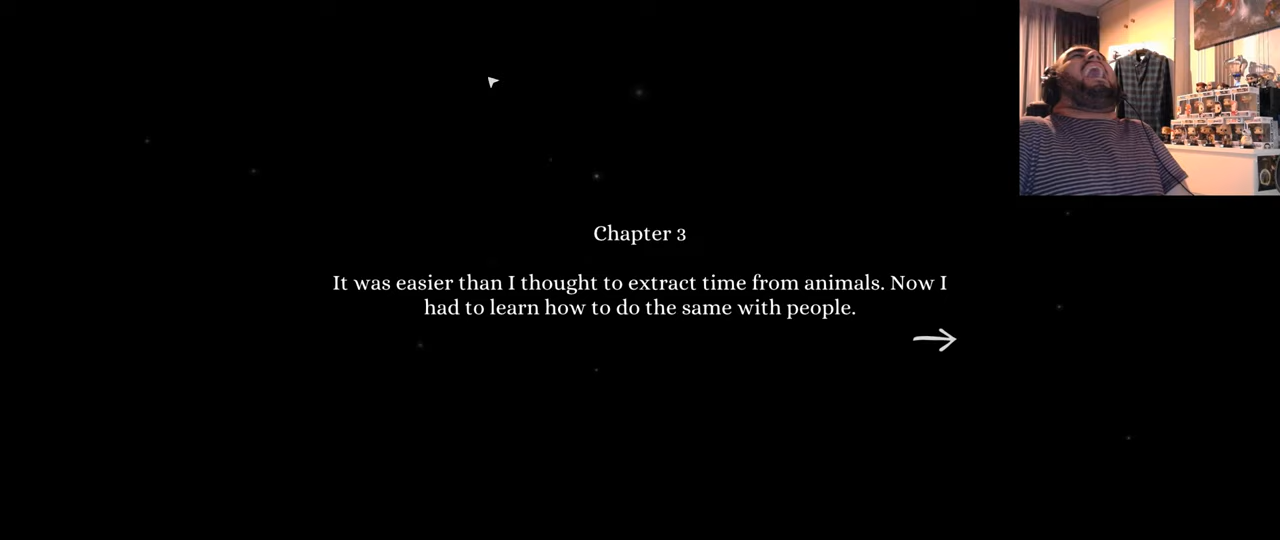 Chapter 3
It was easier than I thought to extract time from animals. Now I
had to learn how to do the same with people.